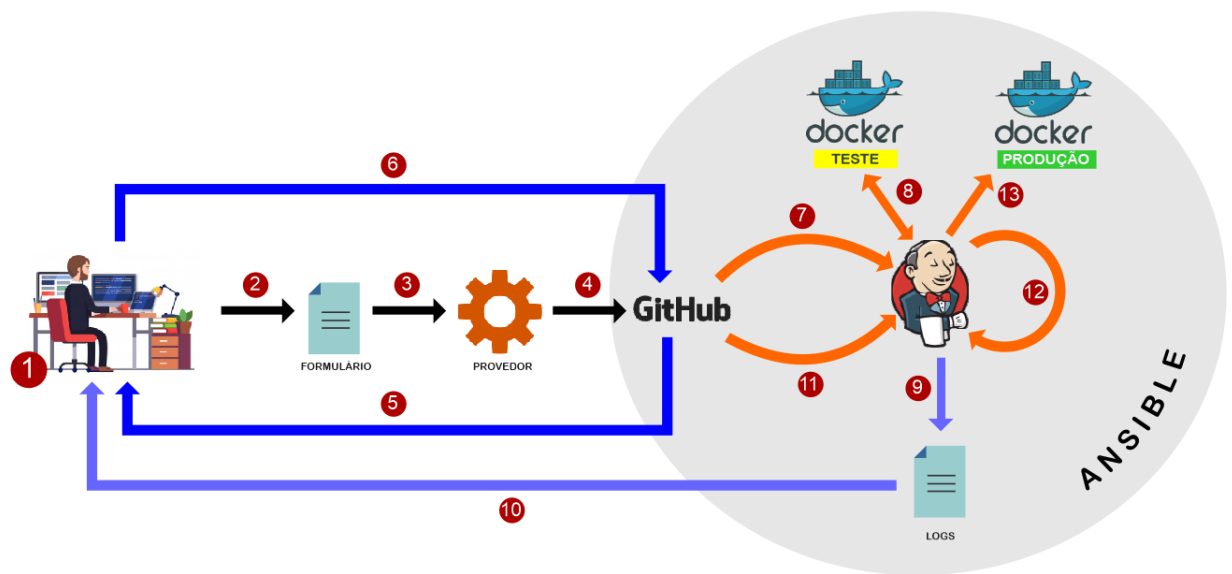 docker
TESTE
docker
PRODUÇÃO
6
8
13
7
2
3
4
12
GitHub
1
FORMULÁRIO
PROVEDOR
11
9
5
ANSIBLE
10
LOGS